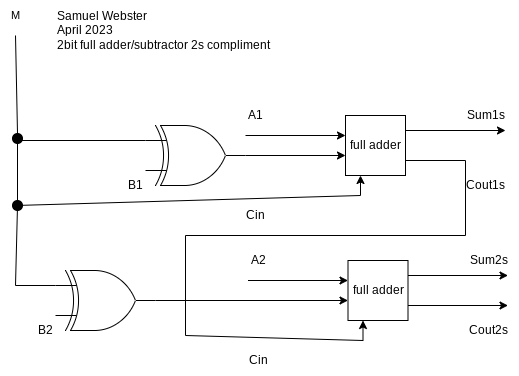 M
Samuel Webster
April 2023
2bit full adder/subtractor 2s compliment
A1
Sum1s
full adder
B1
Cout1s
Cin
A2
Sum2s
full adder
B2
Cout2s
Cin